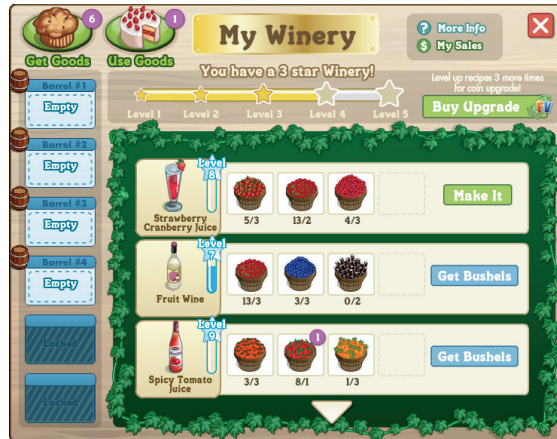 6
1
My Winery
Get Goods
Use Goods
More Info
$ My Sales
You have a 3 star Winery!
Level 1
Level 2
Level 3
Level 4
Level 5
Level up recipes 3 more times
for coin upgrade!
Buy Upgrade
Barrel #1
Empty
Barrel #2
Empty
Barrel #3
Empty
Barrel #4
Empty
Locked
Locked
Level
8
Strawberry
Cranberry Juice
5/3
13/2
4/3
Make It
Level
7
Fruit Wine
13/3
3/3
0/2
Get Bushels
Level
9
Spicy Tomato
Juice
3/3
1
8/1
1/3
Get Bushels